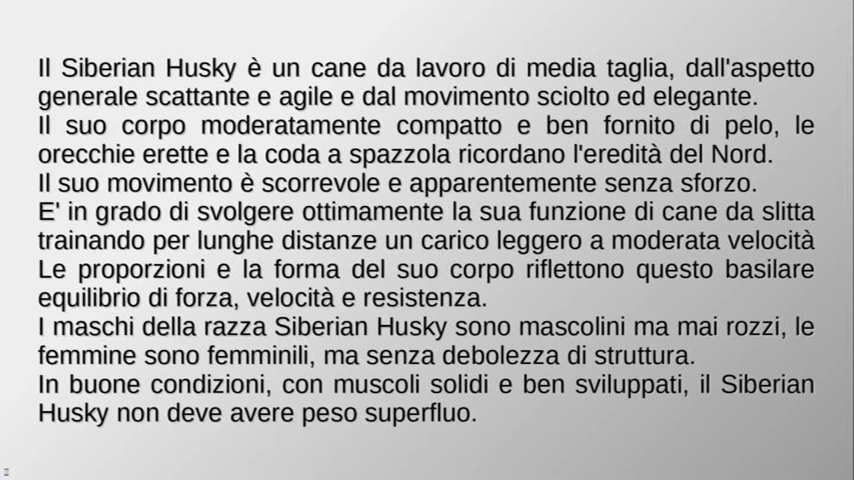 Il Siberian Husky è un cane da lavoro di media taglia, dall'aspetto
generale scattante e agile e dal movimento sciolto ed elegante.
Il suo corpo moderatamente compatto e ben fornito di pelo, le
orecchie erette e la coda a spazzola ricordano l'eredità del Nord.
Il suo movimento è scorrevole e apparentemente senza sforzo.
E' in grado di svolgere ottimamente la sua funzione di cane da slitta
trainando per lunghe distanze un carico leggero a moderata velocità
Le proporzioni e la forma del suo corpo riflettono questo basilare
equilibrio di forza, velocità e resistenza.
I maschi della razza Siberian Husky sono mascolini ma mai rozzi, le
femmine sono femminili, ma senza debolezza di struttura.
In buone condizioni, con muscoli solidi e ben sviluppati, il Siberian
Husky non deve avere peso superfluo.